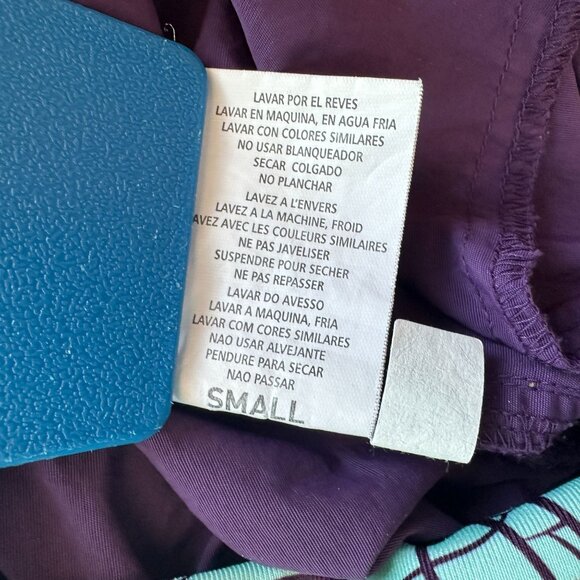 LAVAR POR EL REVES
LAVAR EN MAQUINA, EN AGUA FRIA
LAVAR CON COLORES SIMILARES
NO USAR BLANQUEADOR
SECAR COLGADO
NO PLANCHAR
LAVEZ A L'ENVERS
LAVEZ A LA MACHINE, FROID
AVEZ AVEC LES COULEURS SIMILAIRES
NE PAS JAVELISER
SUSPENDRE POUR SECHER
NE PAS REPASSER
LAVAR DO AVESSO
LAVAR A MAQUINA, FRIA
LAVAR COM CORES SIMILARES
NAO USAR ALVEJANTE
PENDURE PARA SECAR
NAO PASSAR
SMALL